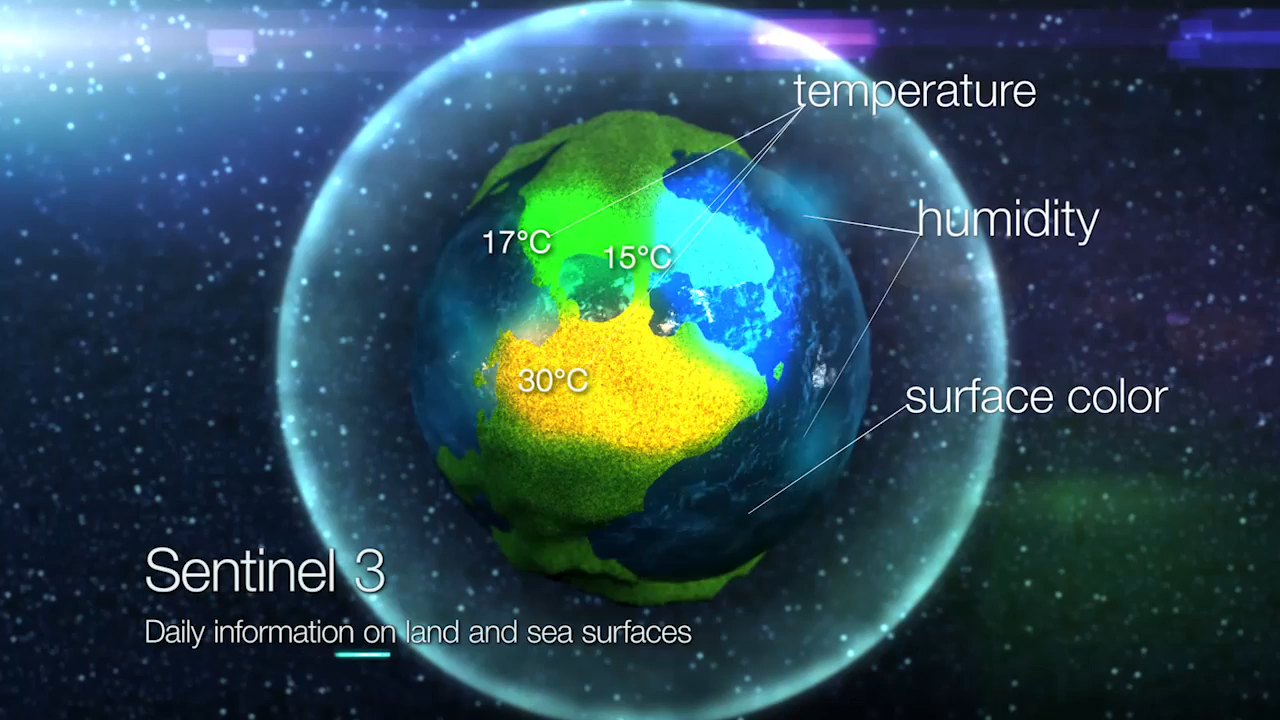 temperature
humidity
17°C
15°C
30°C
surface color
Sentinel 3
Daily information on land and sea surfaces